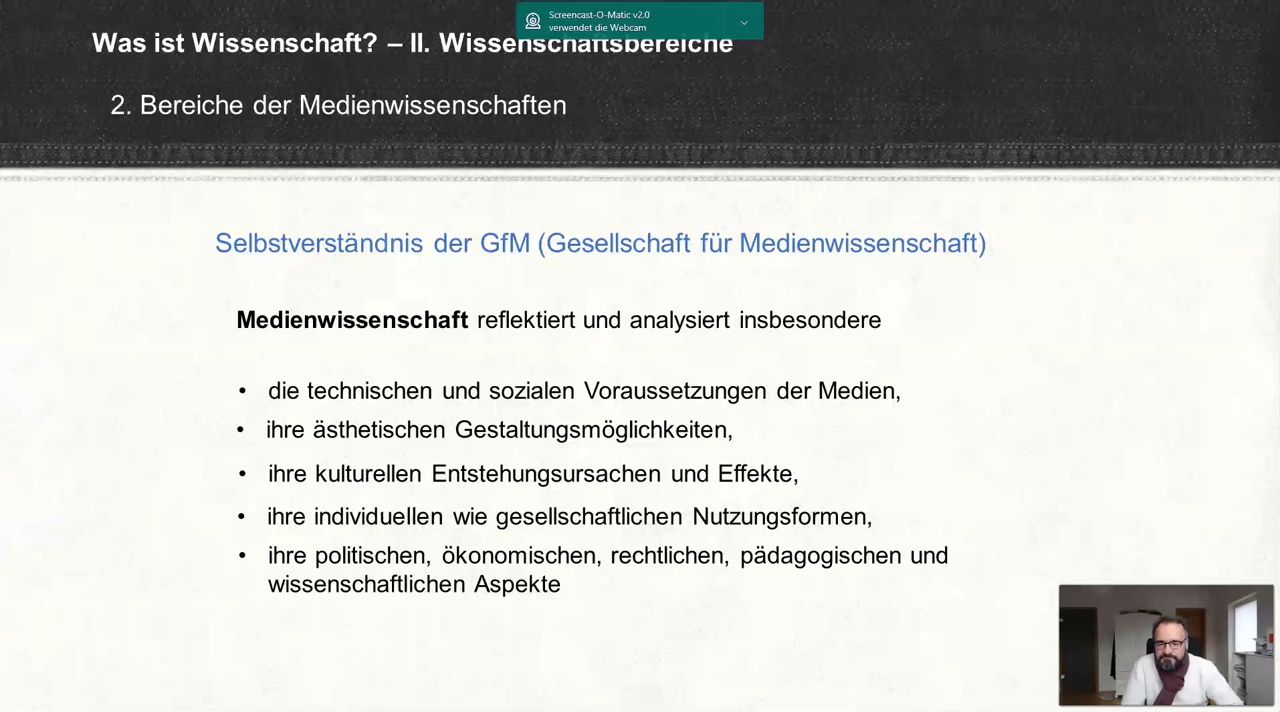 Screencast-O-Matic v2.0
verwendet die Webcam
Was ist Wissenschaft? – II. Wissenschaftsbereiche
2. Bereiche der Medienwissenschaften
Selbstverständnis der GfM (Gesellschaft für Medienwissenschaft)
Medienwissenschaft reflektiert und analysiert insbesondere
• die technischen und sozialen Voraussetzungen der Medien,
• ihre ästhetischen Gestaltungsmöglichkeiten,
• ihre kulturellen Entstehungsursachen und Effekte,
• ihre individuellen wie gesellschaftlichen Nutzungsformen,
• ihre politischen, ökonomischen, rechtlichen, pädagogischen und
wissenschaftlichen Aspekte